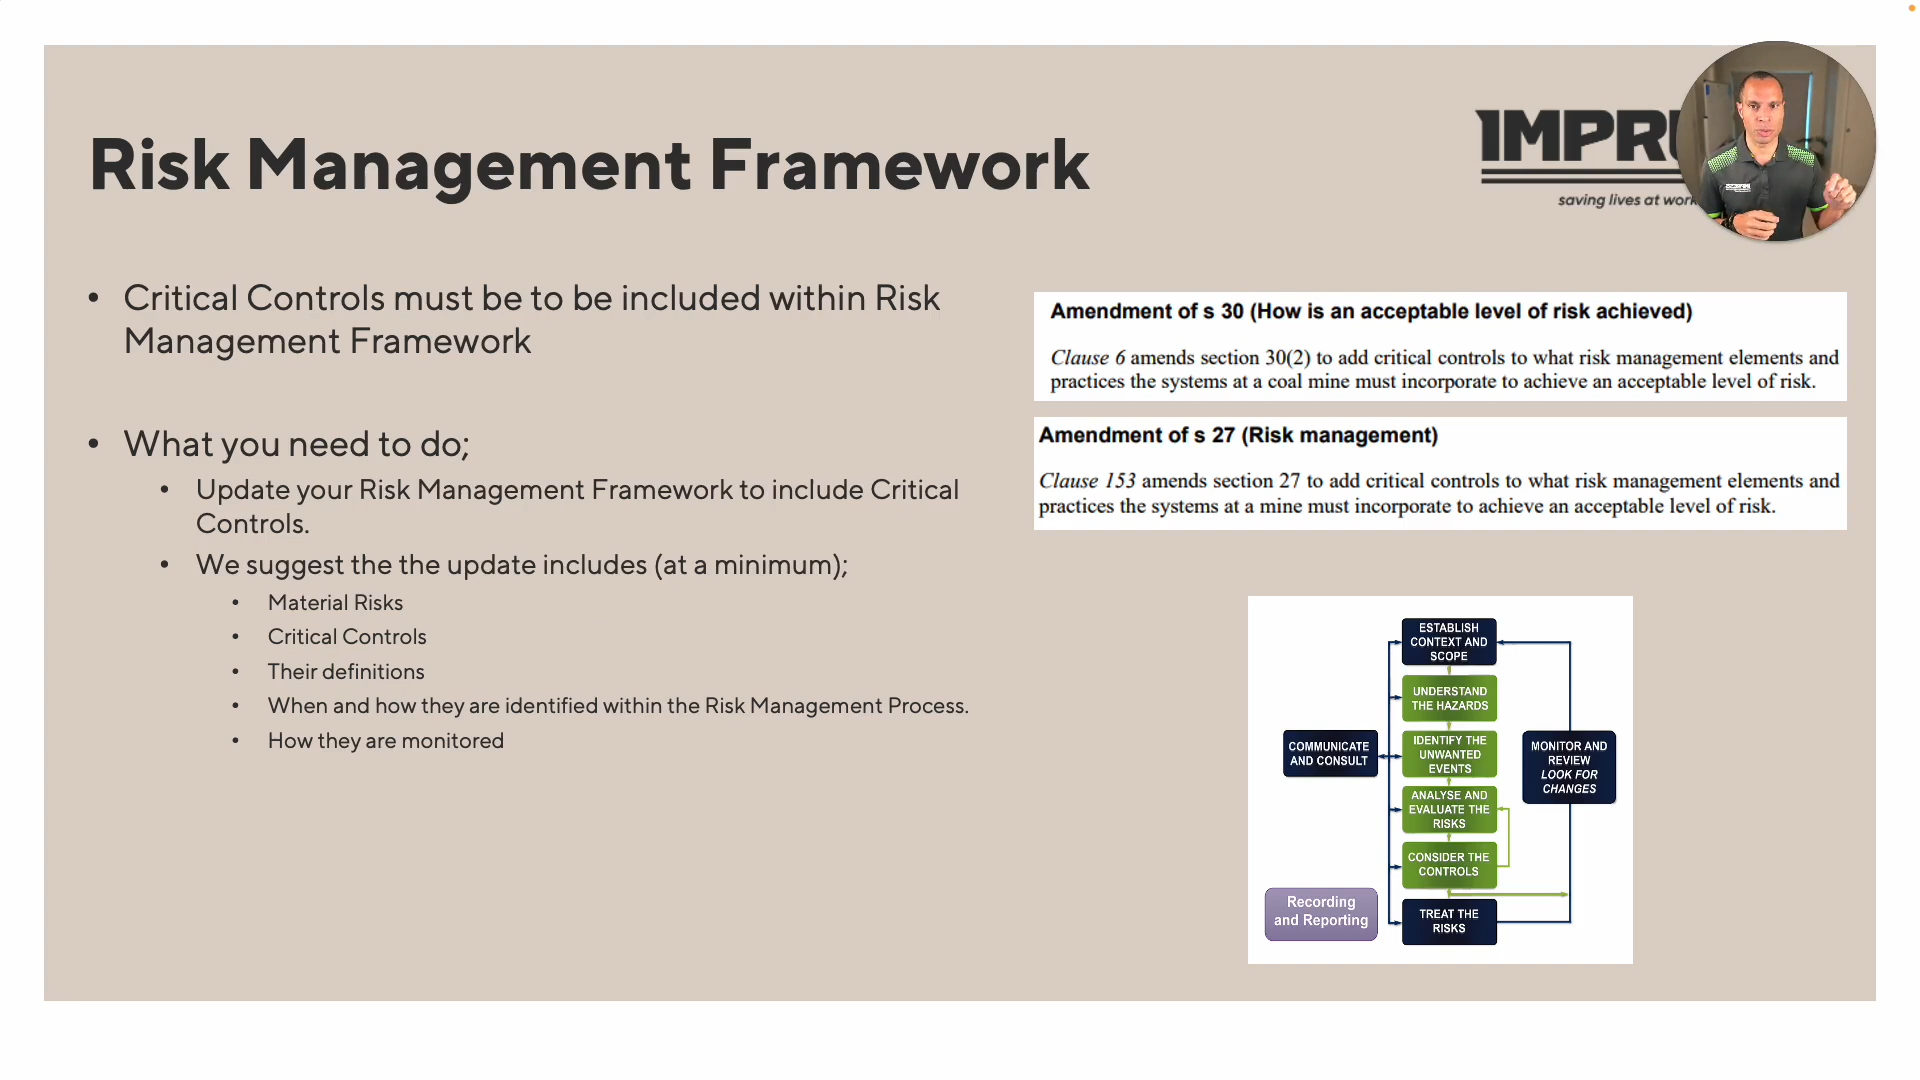 Risk Management Framework
saving lives at work
• Critical Controls must be to be included within Risk
Management Framework
• What you need to do;
• Update your Risk Management Framework to include Critical
Controls.
• We suggest the the update includes (at a minimum);
• Material Risks
• Critical Controls
• Their definitions
• When and how they are identified within the Risk Management Process.
• How they are monitored
Amendment of s 30 (How is an acceptable level of risk achieved)
Clause 6 amends section 30(2) to add critical controls to what risk management elements and
practices the systems at a coal mine must incorporate to achieve an acceptable level of risk.
Amendment of s 27 (Risk management)
Clause 153 amends section 27 to add critical controls to what risk management elements and
practices the systems at a mine must incorporate to achieve an acceptable level of risk.
ESTABLISH
CONTEXT AND
SCOPE
UNDERSTAND
THE HAZARDS
IDENTIFY THE
UNWANTED
EVENTS
ANALYSE AND
EVALUATE THE
RISKS
CONSIDER THE
CONTROLS
TREAT THE
RISKS
COMMUNICATE
AND CONSULT
MONITOR AND
REVIEW
LOOK FOR
CHANGES
Recording
and Reporting